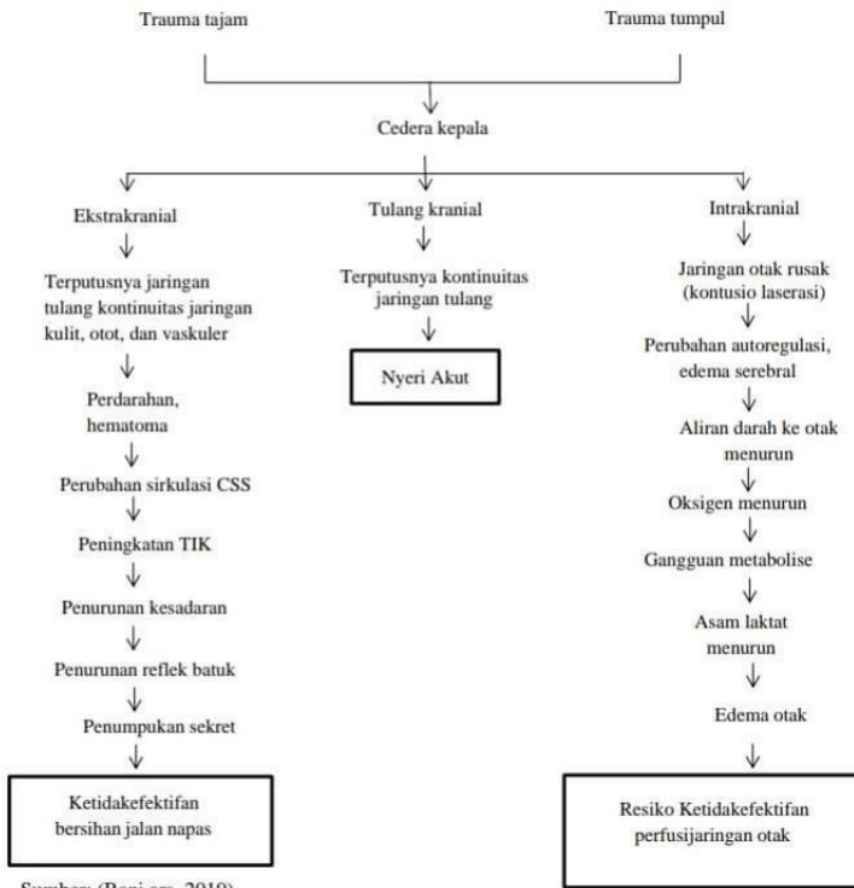 Trauma tajam
Trauma tumpul
Cedera kepala
Ekstrakranial
Terputusnya jaringan
tulang kontinuitas jaringan
kulit, otot, dan vaskuler
Perdarahan,
hematoma
Perubahan sirkulasi CSS
Peningkatan TIK
Penurunan kesadaran
Penurunan reflek batuk
Penumpukan sekret
Ketidakefektifan
bersihan jalan napas
Tulang kranial
Terputusnya kontinuitas
jaringan tulang
Nyeri Akut
Intrakranial
Jaringan otak rusak
(kontusio laserasi)
Perubahan autoregulasi,
edema serebral
Aliran darah ke otak
menurun
Oksigen menurun
Gangguan metabolise
Asam laktat
menurun
Edema otak
Resiko Ketidakefektifan
perfusijaringan otak